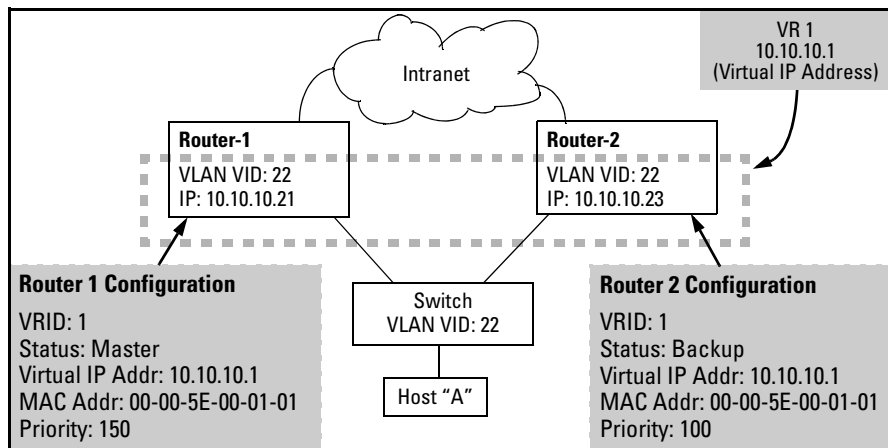 VR 1
10.10.10.1
(Virtual IP Address)
Intranet
Router-1
VLAN VID: 22
IP: 10.10.10.21
Router-2
VLAN VID: 22
IP: 10.10.10.23
Router 1 Configuration
VRID: 1
Status: Master
Virtual IP Addr: 10.10.10.1
MAC Addr: 00-00-5E-00-01-01
Priority: 150
Switch
VLAN VID: 22
Host “A”
Router 2 Configuration
VRID: 1
Status: Backup
Virtual IP Addr: 10.10.10.1
MAC Addr: 00-00-5E-00-01-01
Priority: 100